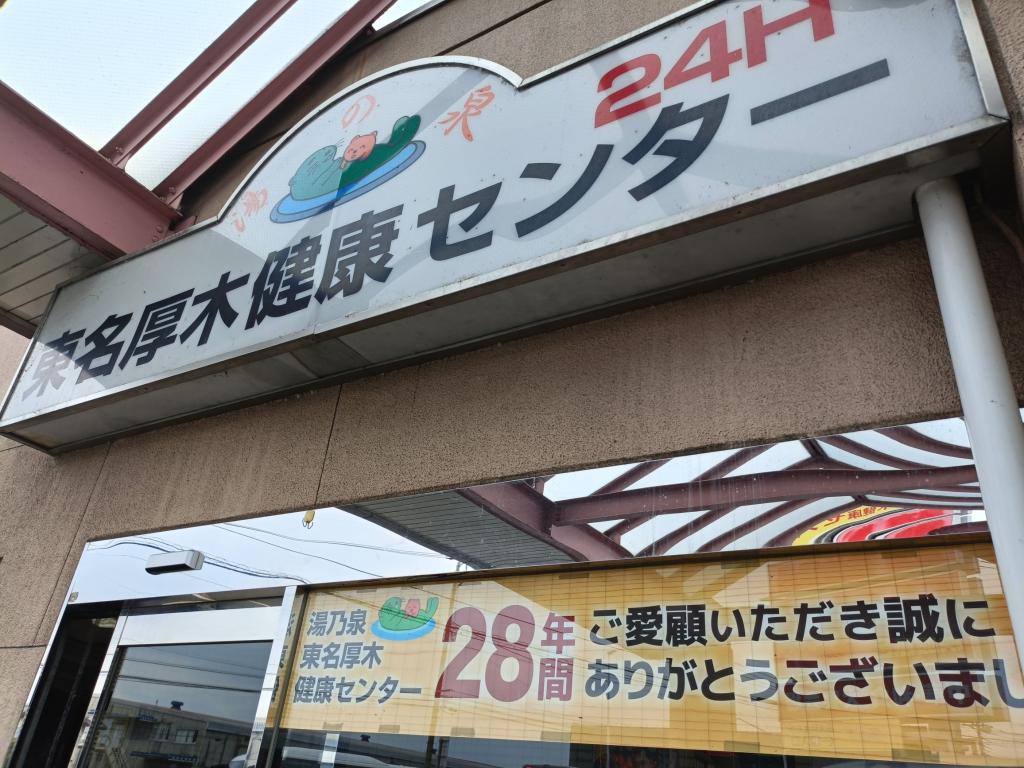 湯の泉
24H
東名厚木健康センター
湯乃泉
東名厚木
健康センター
28年間
ご愛顧いただき誠に
ありがとうございまし